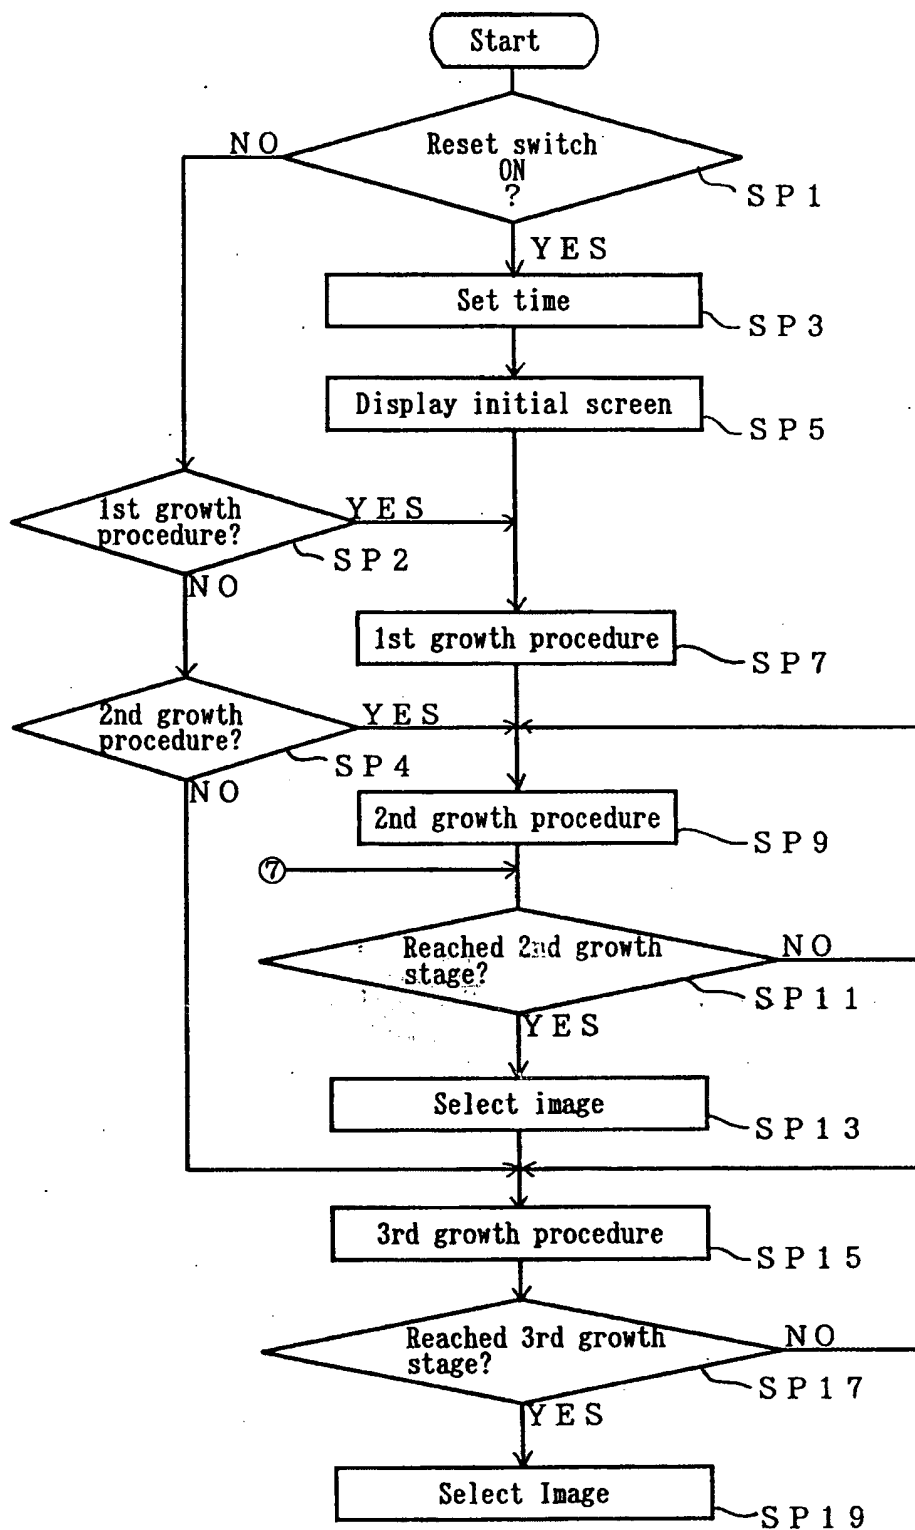 Start
NO
Reset switch
ON
?
SP1
YES
Set time
SP3
Display initial screen
SP5
1st growth
procedure?
YES
SP2
NO
1st growth procedure
SP7
2nd growth
procedure?
YES
SP4
NO
2nd growth procedure
SP9
⑦
Reached 2nd growth
stage?
NO
SP11
YES
Select image
SP13
3rd growth procedure
SP15
Reached 3rd growth
stage?
NO
SP17
YES
Select Image
SP19